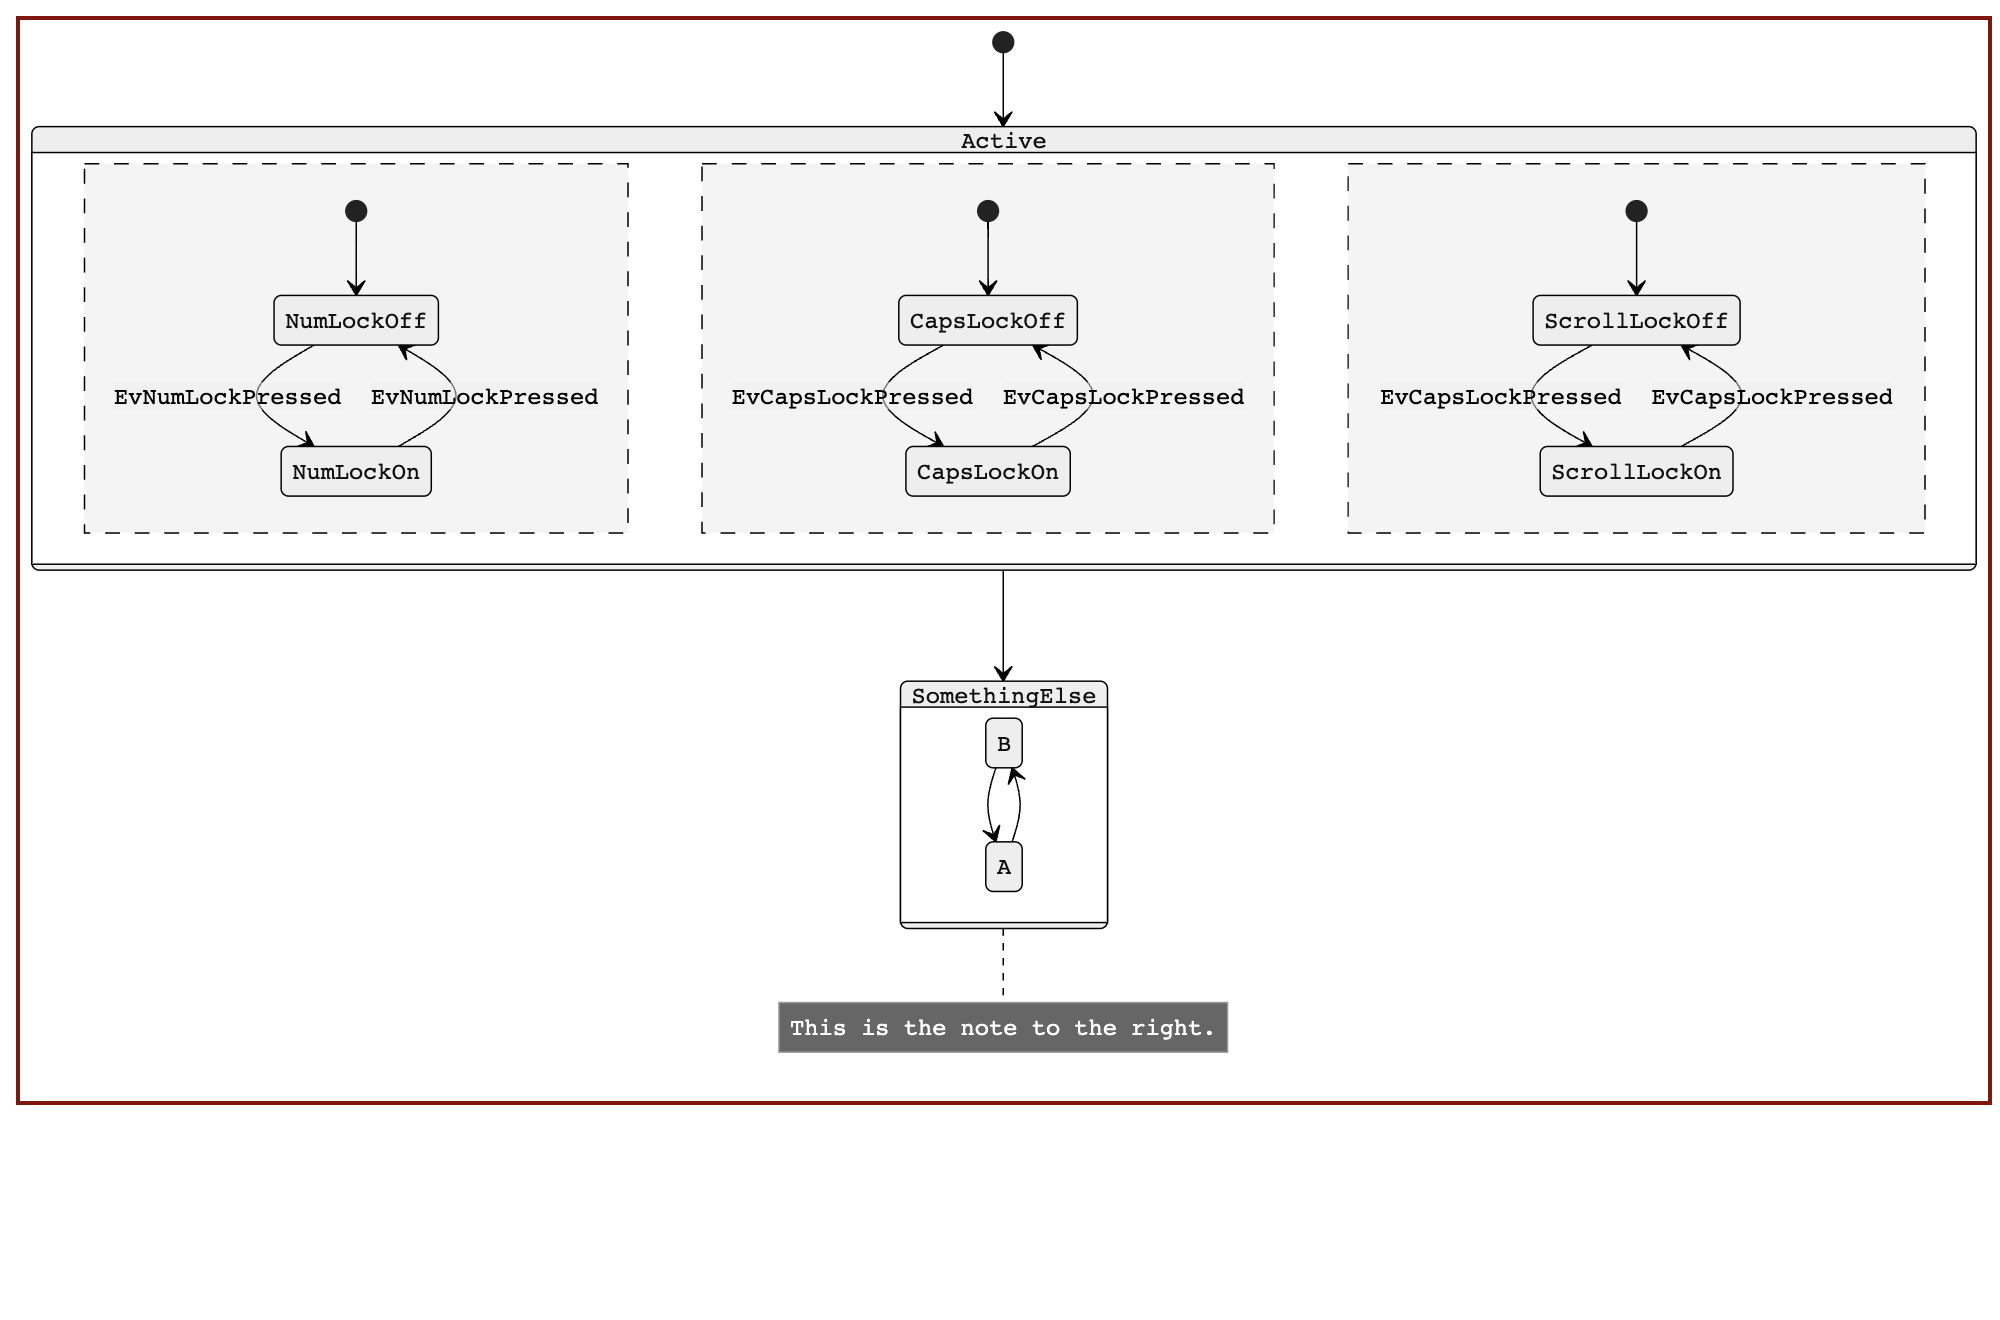 Active
NumLockOff
CapsLockOff
ScrollLockOff
EvNumLockPressed
EvNumLockPressed
EvCapsLockPressed
EvCapsLockPressed
EvCapsLockPressed
EvCapsLockPressed
NumLockOn
CapsLockOn
ScrollLockOn
SomethingElse
B
A
This is the note to the right.